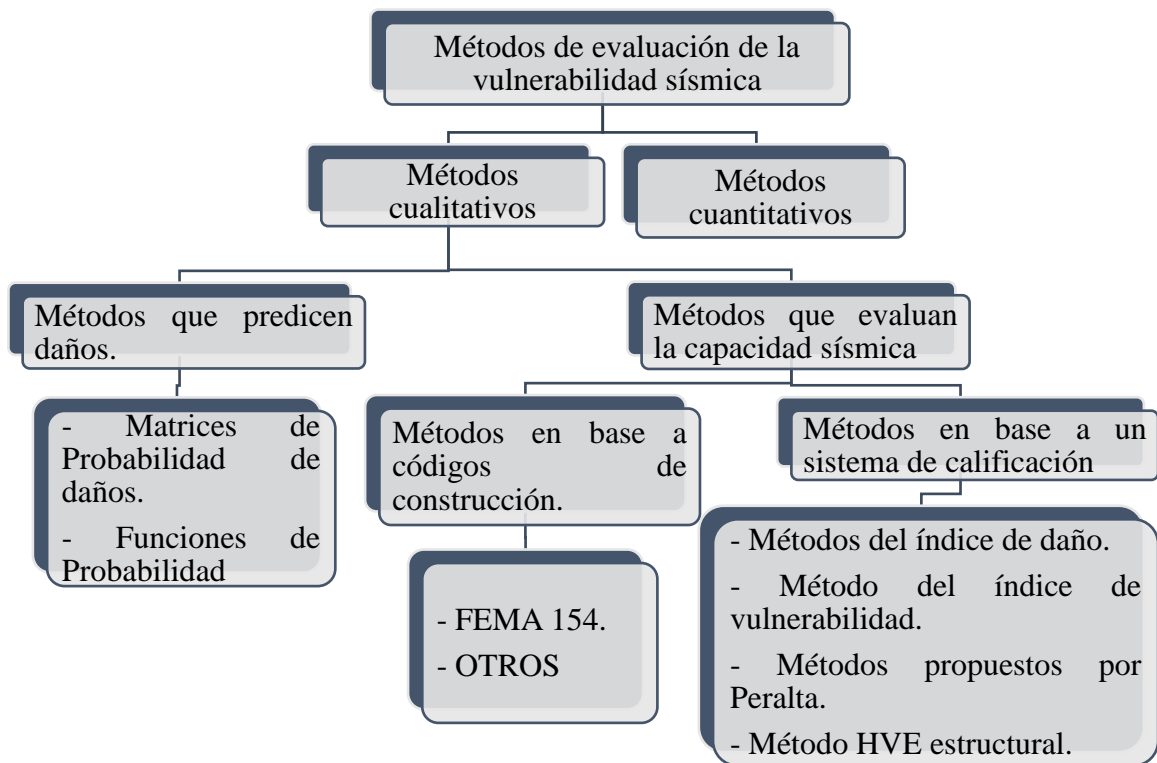 Métodos de evaluación de la
vulnerabilidad sísmica
Métodos
cualitativos
Métodos
cuantitativos
Métodos que predicen
daños.
Métodos que evaluan
la capacidad sísmica
- Matrices de
Probabilidad de
daños.
- Funciones de
Probabilidad
Métodos en base a
códigos de
construcción.
Métodos en base a un
sistema de calificación
- FEMA 154.
- OTROS
- Métodos del índice de daño.
- Método del índice de
vulnerabilidad.
- Métodos propuestos por
Peralta.
- Método HVE estructural.